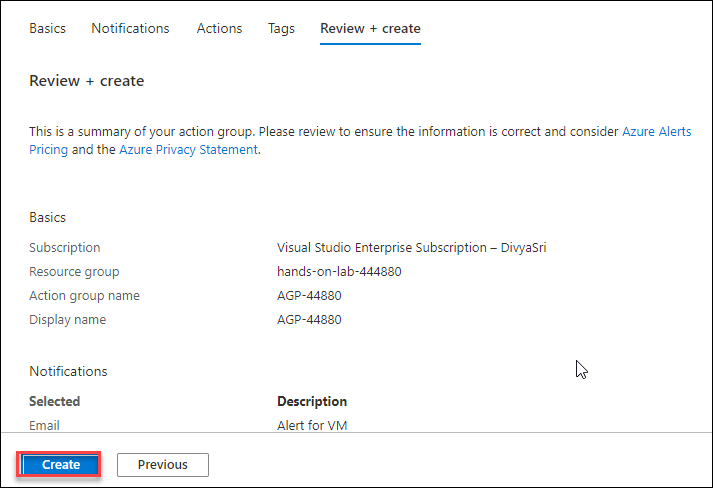 Basics Notifications Actions Tags Review + create
Review + create
This is a summary of your action group. Please review to ensure the information is correct and consider Azure Alerts
Pricing and the Azure Privacy Statement.
Basics
Subscription Visual Studio Enterprise Subscription – DivyaSri
Resource group hands-on-lab-444880
Action group name AGP-44880
Display name AGP-44880
Notifications
Selected Description
Email Alert for VM
Create Previous